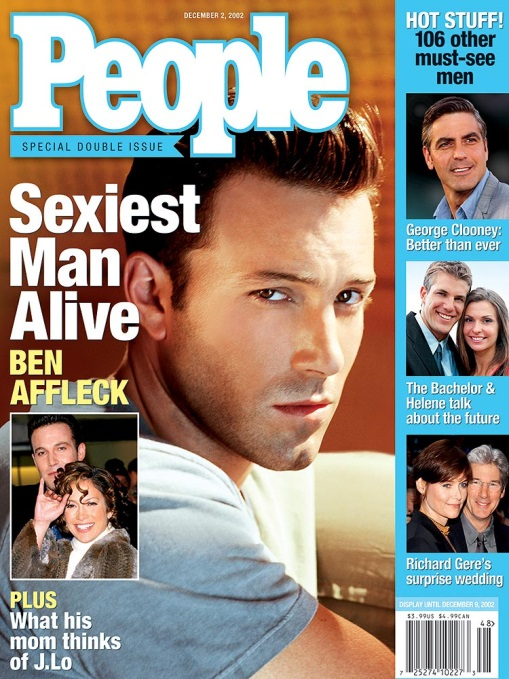 DECEMBER 2, 2002
People
SPECIAL DOUBLE ISSUE
Sexiest
Man
Alive
BEN
AFFLECK
PLUS
What his
mom thinks
of J.Lo
HOT STUFF!
106 other
must-see
men
George Clooney:
Better than ever
The Bachelor &
Helene talk
about the future
Richard Gere's
surprise wedding
DISPLAY UNTIL DECEMBER 9, 2002
$3.99US $4.99CAN
48>
7 25274 10227 3